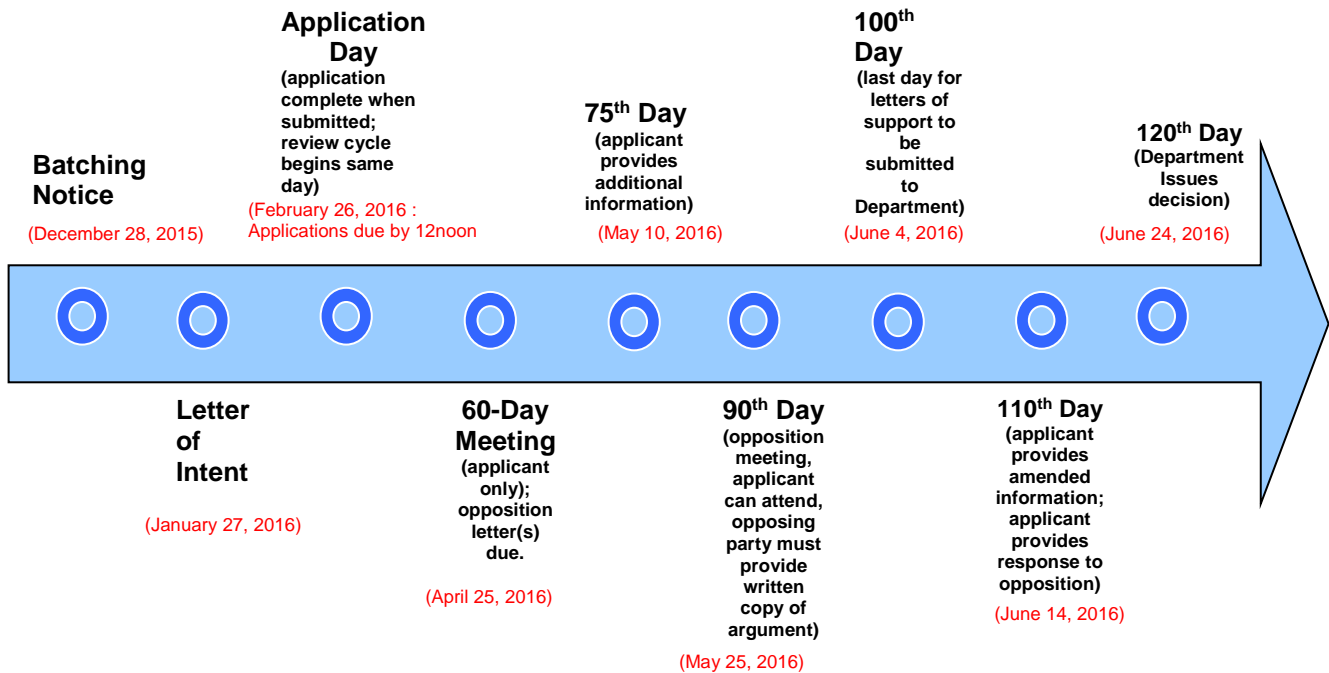 Batching
Notice
(December 28, 2015)
Application
Day
(application
complete when
submitted;
review cycle
begins same
day)
(February 26, 2016 :
Applications due by 12noon
75th Day
(applicant
provides
additional
information)
(May 10, 2016)
100th
Day
(last day for
letters of
support to
be
submitted
to
Department)
(June 4, 2016)
120th Day
(Department
Issues
decision)
(June 24, 2016)
Letter
of
Intent
(January 27, 2016)
60-Day
Meeting
(applicant
only);
opposition
letter(s)
due.
(April 25, 2016)
90th Day
(opposition
meeting,
applicant
can attend,
opposing
party must
provide
written
copy of
argument)
(May 25, 2016)
110th Day
(applicant
provides
amended
information;
applicant
provides
response to
opposition)
(June 14, 2016)